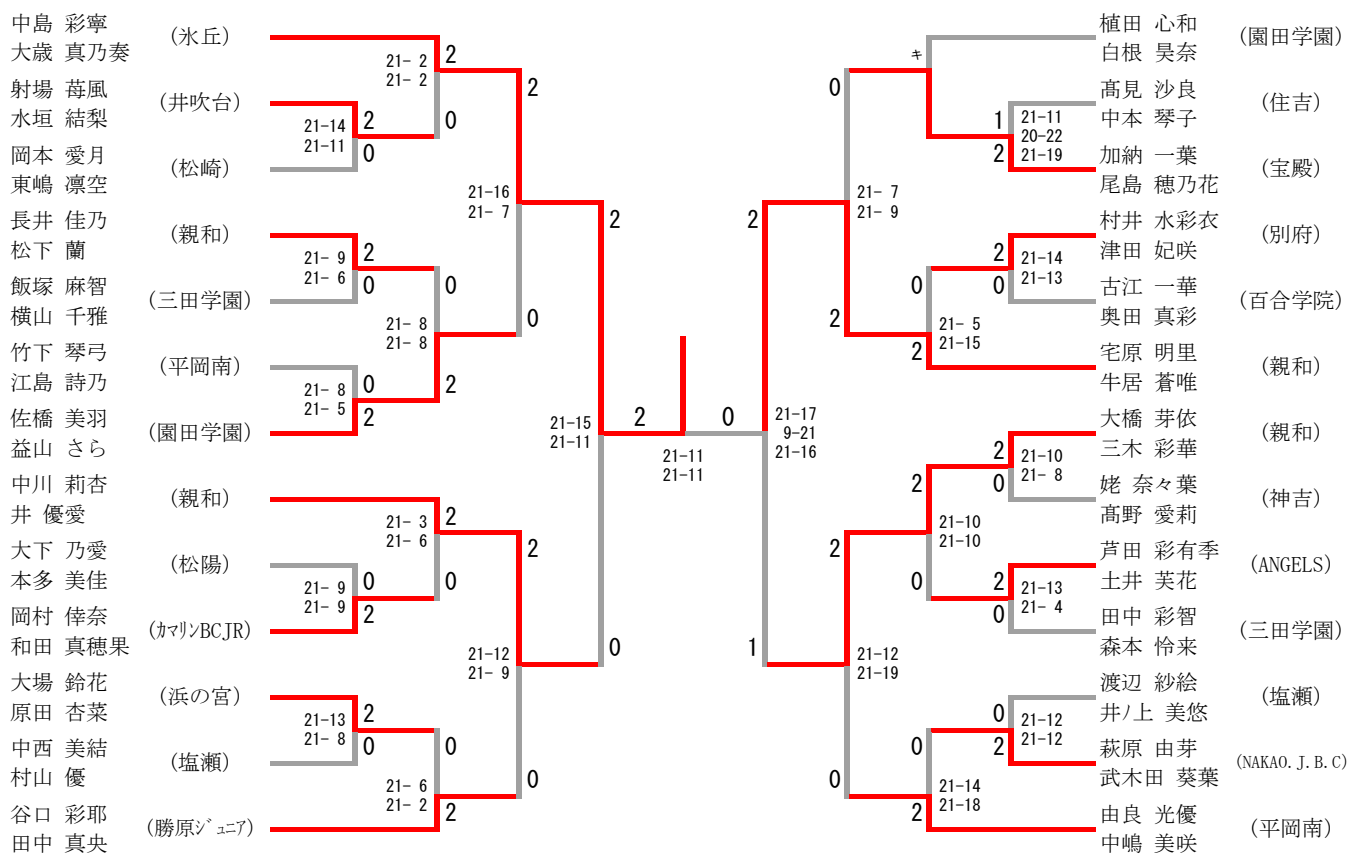 中島 彩寧
大歳 真乃奏
(氷丘)
射場 苺風
水垣 結梨
(井吹台)
岡本 愛月
東嶋 凛空
(松崎)
長井 佳乃
松下 蘭
(親和)
飯塚 麻智
横山 千雅
(三田学園)
竹下 琴弓
江島 詩乃
(平岡南)
佐橋 美羽
益山 さら
(園田学園)
中川 莉杏
井 優愛
(親和)
大下 乃愛
本多 美佳
(松陽)
岡村 倖奈
和田 真穂果
(ｶﾏﾘﾝBCJR)
大場 鈴花
原田 杏菜
(浜の宮)
中西 美結
村山 優
(塩瀬)
谷口 彩耶
田中 真央
(勝原ｼﾞｭﾆｱ)
21-14
21-11
2
0
21- 9
21- 6
2
0
21- 8
21- 5
0
2
21- 9
21- 9
0
2
21-13
21- 8
2
0
21- 2
21- 2
2
0
21- 8
21- 8
0
2
21- 3
21- 6
2
0
21- 6
21- 2
0
2
21-16
21- 7
2
0
21-12
21- 9
2
0
21-15
21-11
2
0
2
0
21-11
21-11
21-17
9-21
21-16
2
1
21- 7
21- 9
0
2
21-12
21-19
2
0
キ
21- 5
21-15
0
2
21-10
21-10
2
0
21-14
21-18
0
2
21-11
20-22
21-19
1
2
21-14
21-13
2
0
21-10
21- 8
2
0
21-13
21- 4
2
0
21-12
21-12
0
2
植田 心和
白根 昊奈
(園田学園)
髙見 沙良
中本 琴子
(住吉)
加納 一葉
尾島 穂乃花
(宝殿)
村井 水彩衣
津田 妃咲
(別府)
古江 一華
奥田 真彩
(百合学院)
宅原 明里
牛居 蒼唯
(親和)
大橋 芽依
三木 彩華
(親和)
姥 奈々葉
髙野 愛莉
(神吉)
芦田 彩有季
土井 芙花
(ANGELS)
田中 彩智
森本 怜来
(三田学園)
渡辺 紗絵
井ﾉ上 美悠
(塩瀬)
萩原 由芽
武木田 葵葉
(NAKAO.J.B.C)
由良 光優
中嶋 美咲
(平岡南)